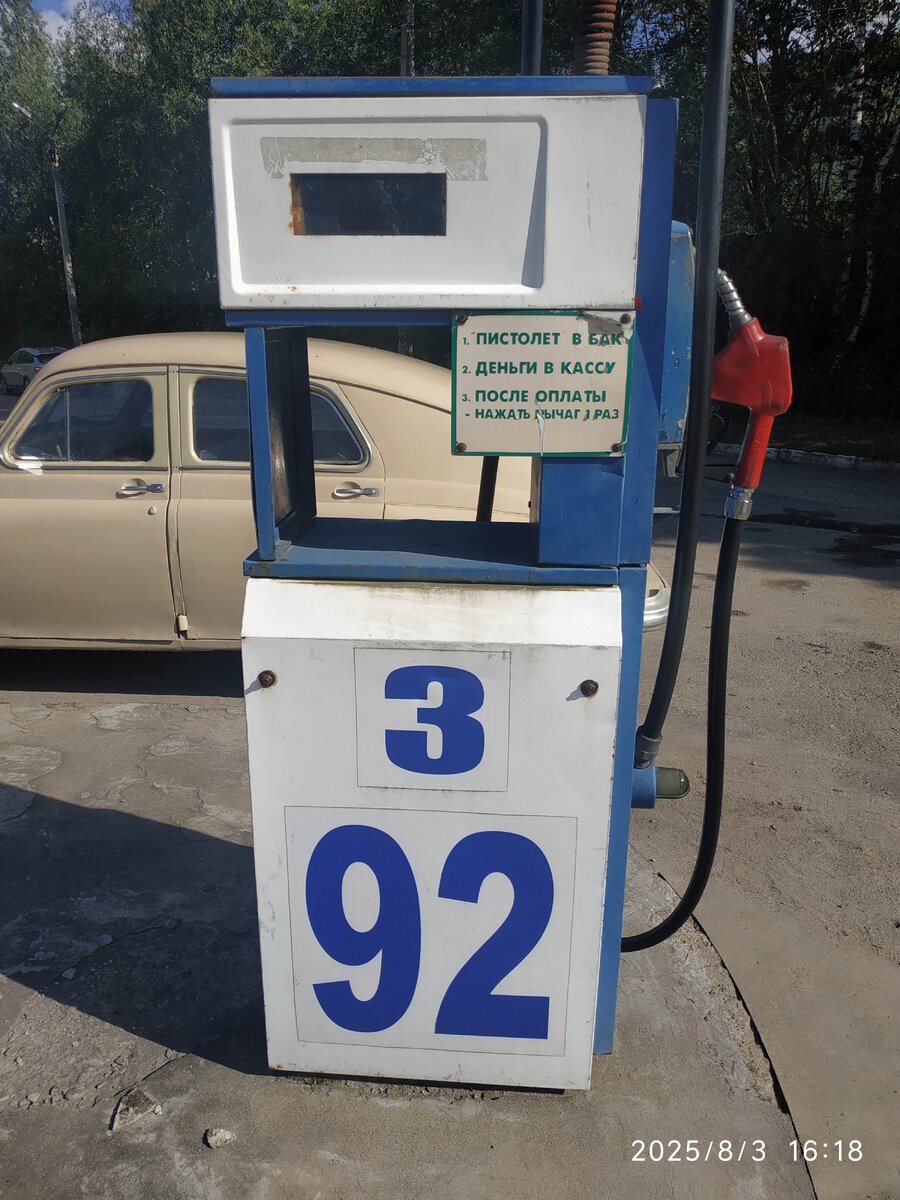 1. ПИСТОЛЕТ В БАК
2. ДЕНЬГИ В КАССУ
3. ПОСЛЕ ОПЛАТЫ
- НАЖАТЬ РЫЧАГ 1 РАЗ
3
92
2025/8/3 16:18